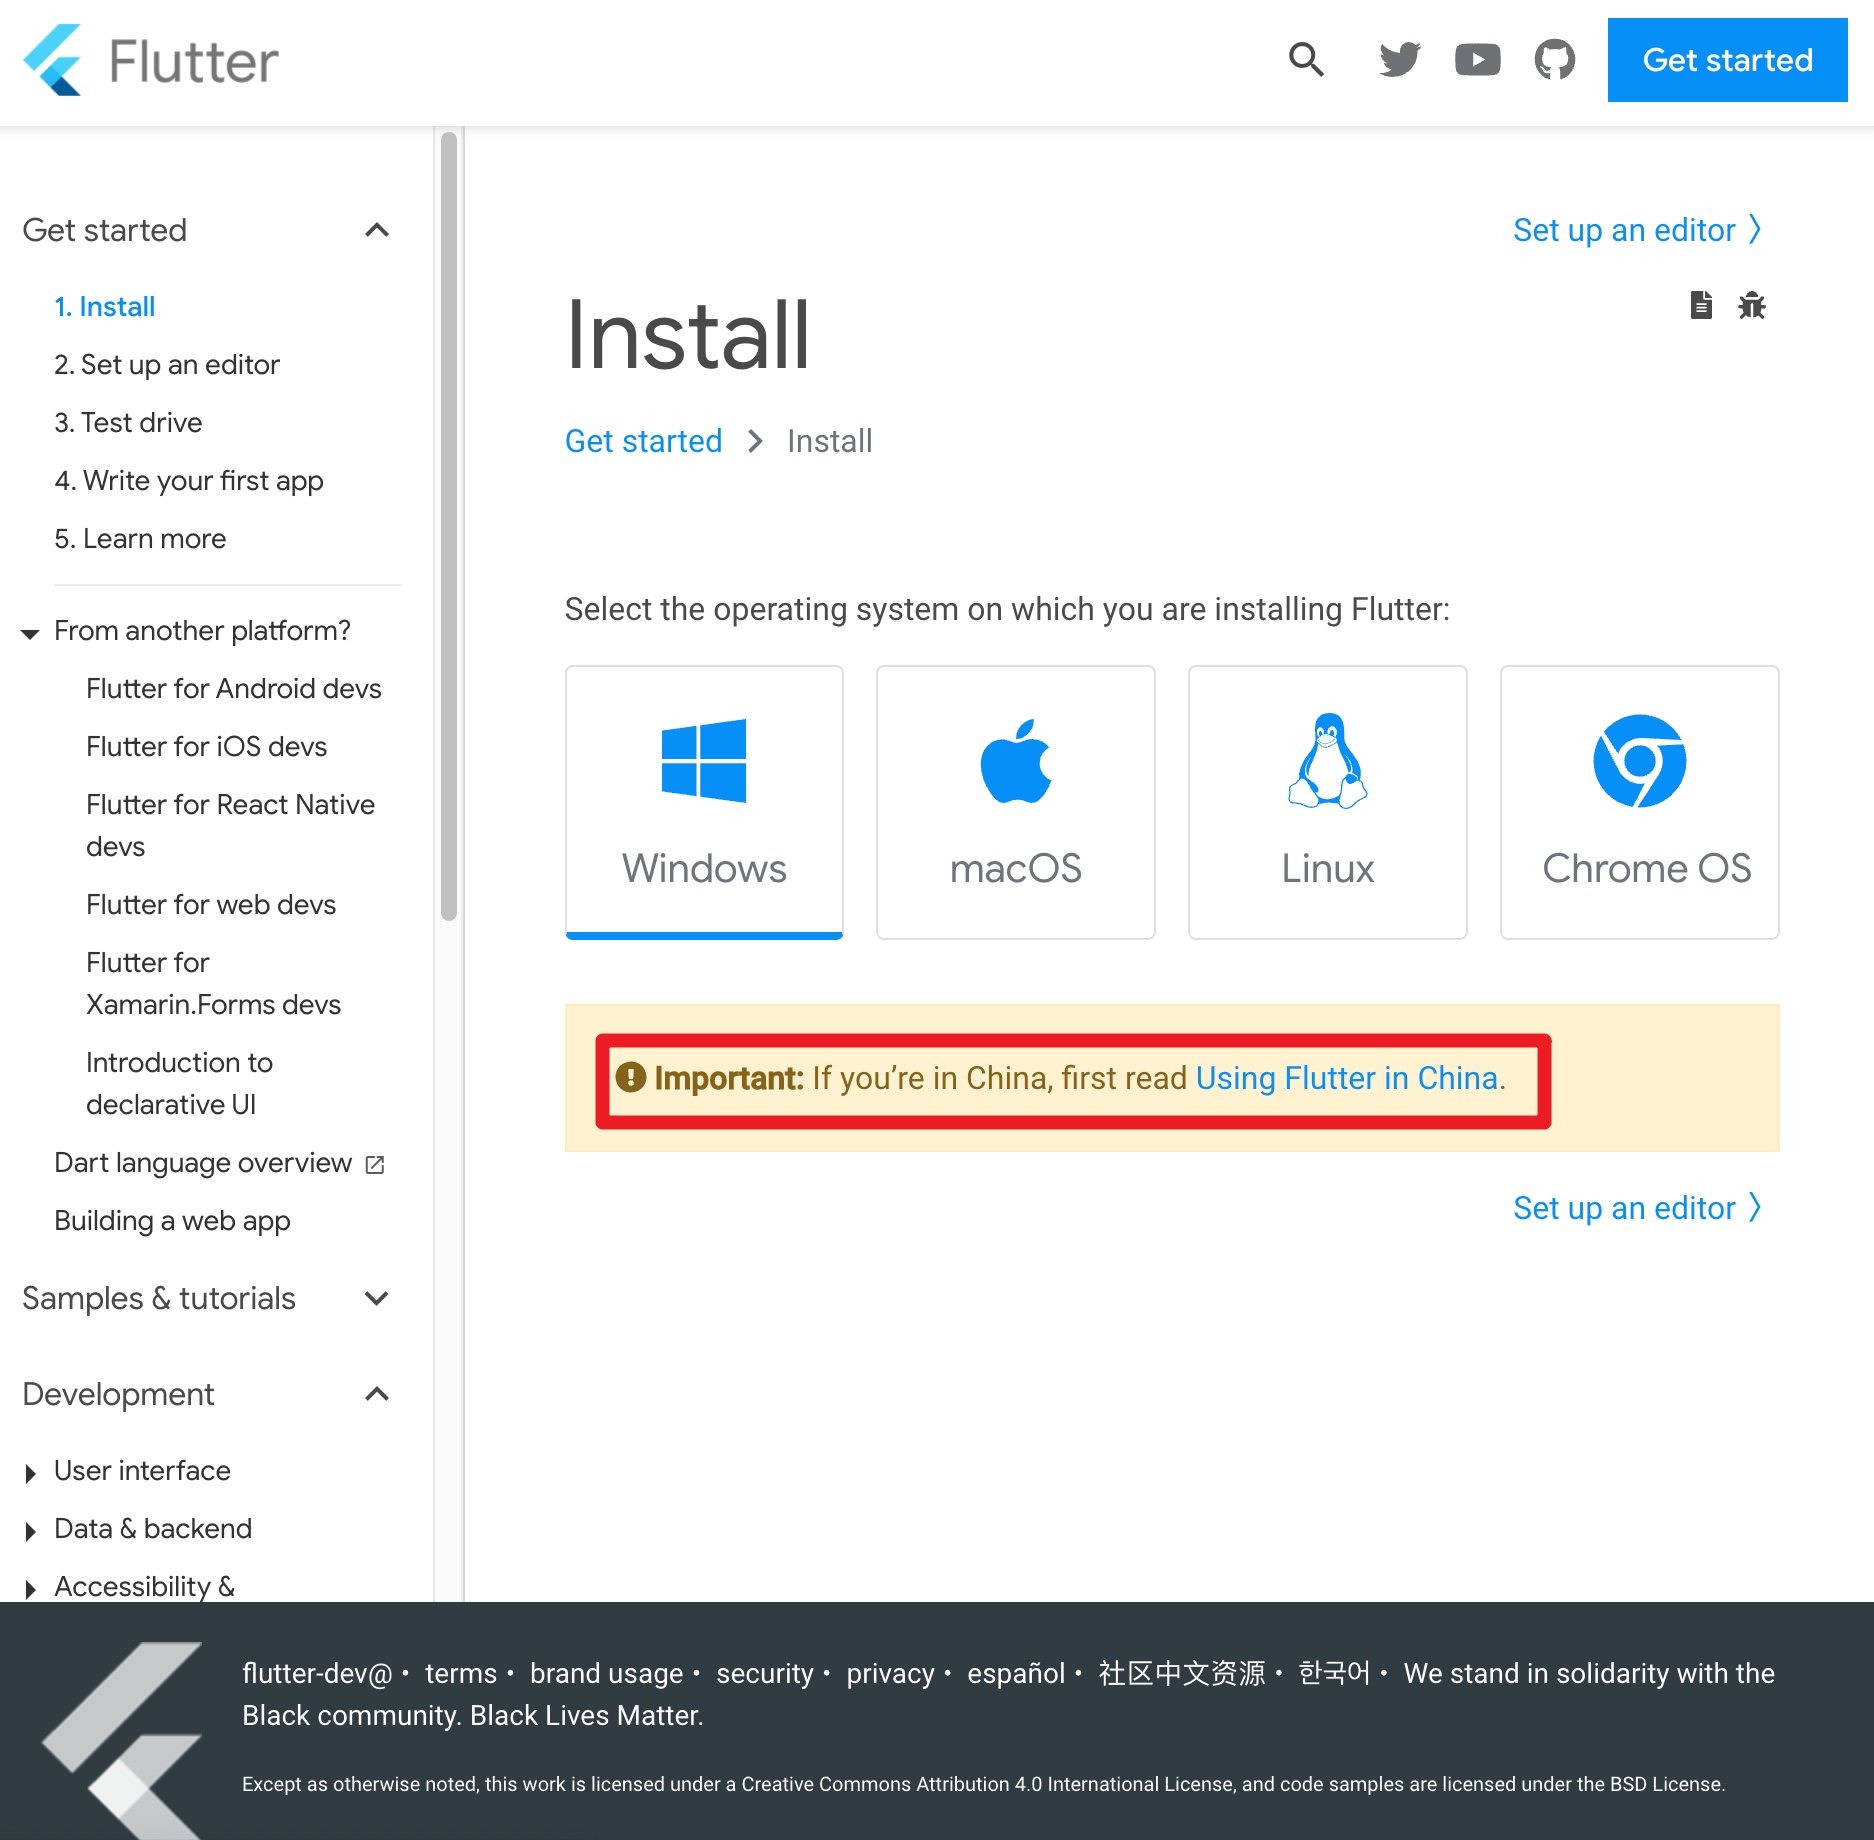 Flutter
Get started
Get started
1. Install
2. Set up an editor
3. Test drive
4. Write your first app
5. Learn more
From another platform?
Flutter for Android devs
Flutter for iOS devs
Flutter for React Native
devs
Flutter for web devs
Flutter for
Xamarin.Forms devs
Introduction to
declarative UI
Dart language overview
Building a web app
Samples & tutorials
Development
User interface
Data & backend
Accessibility &
Set up an editor
Install
Get started > Install
Select the operating system on which you are installing Flutter:
Windows
macOS
Linux
Chrome OS
Important: If you’re in China, first read Using Flutter in China.
Set up an editor
flutter-dev@ • terms • brand usage • security • privacy • español • 社区中文资源 • 한국어 • We stand in solidarity with the
Black community. Black Lives Matter.
Except as otherwise noted, this work is licensed under a Creative Commons Attribution 4.0 International License, and code samples are licensed under the BSD License.